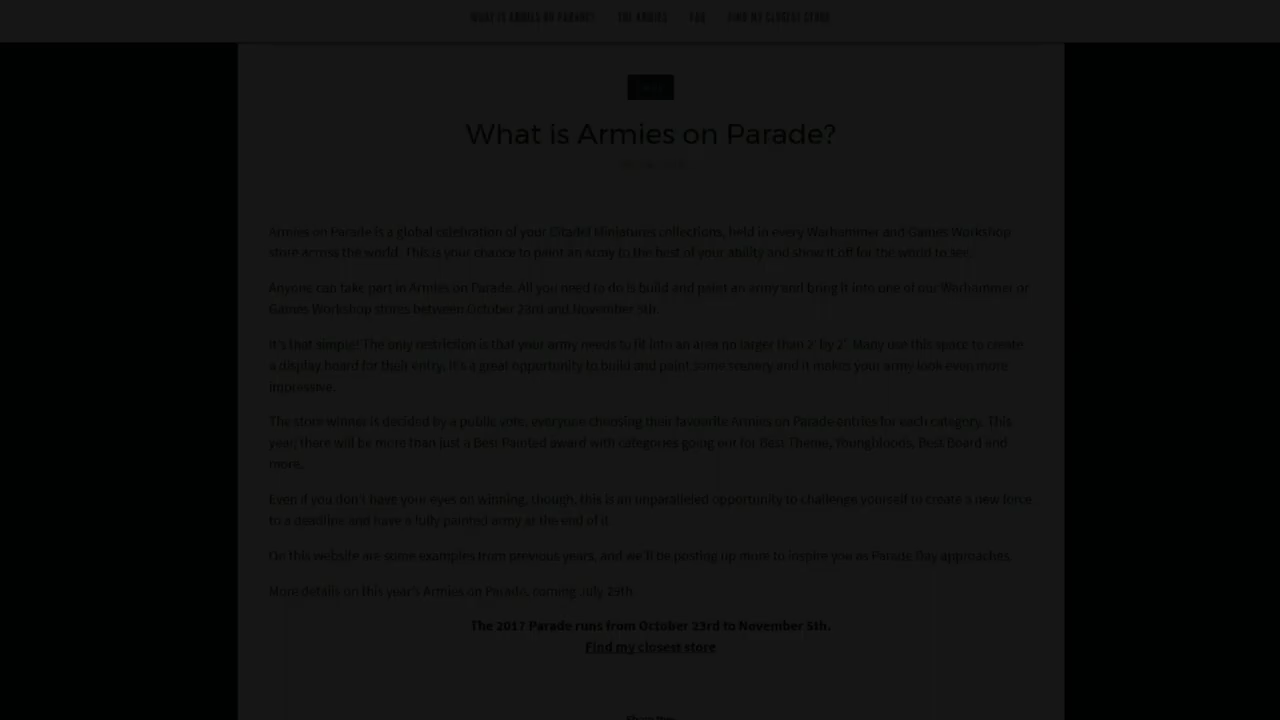 WHAT IS ARMIES ON PARADE? THE ARMIES FAQ FIND MY CLOSEST STORE
What is Armies on Parade?
Armies on Parade is a global celebration of your Citadel Miniatures collections, held in every Warhammer and Games Workshop
store across the world. This is your chance to paint an Army to the best of your ability and show it off for the world to see.
Anyone can take part in Armies on Parade. All you need to do is build and paint an army and bring it into one of our Warhammer or
Games Workshop stores between October 23rd and November 5th.
It's that simple! The only restriction is that your army needs to fit into an area no larger than 2' by 2'. Many use this space to create
a display board for their entry. It's a great opportunity to build and paint some scenery and it makes your army look even more
impressive.
The store winner is decided by a public vote, everyone choosing their favourite Armies on Parade entries for each category. This
year, there will be more than just a Best Painted award with categories going out for Best Theme, Youngbloods, Best Board and
more.
Even if you don't have your eyes on winning, though, this is an unparalleled opportunity to challenge yourself to create a new force
to a deadline and have a fully painted army at the end of it.
On this website are some examples from previous years, and we'll be posting up more to inspire you as Parade Day approaches.
More details on this year's Armies on Parade, coming July 29th.
The 2017 Parade runs from October 23rd to November 5th.
Find my closest store